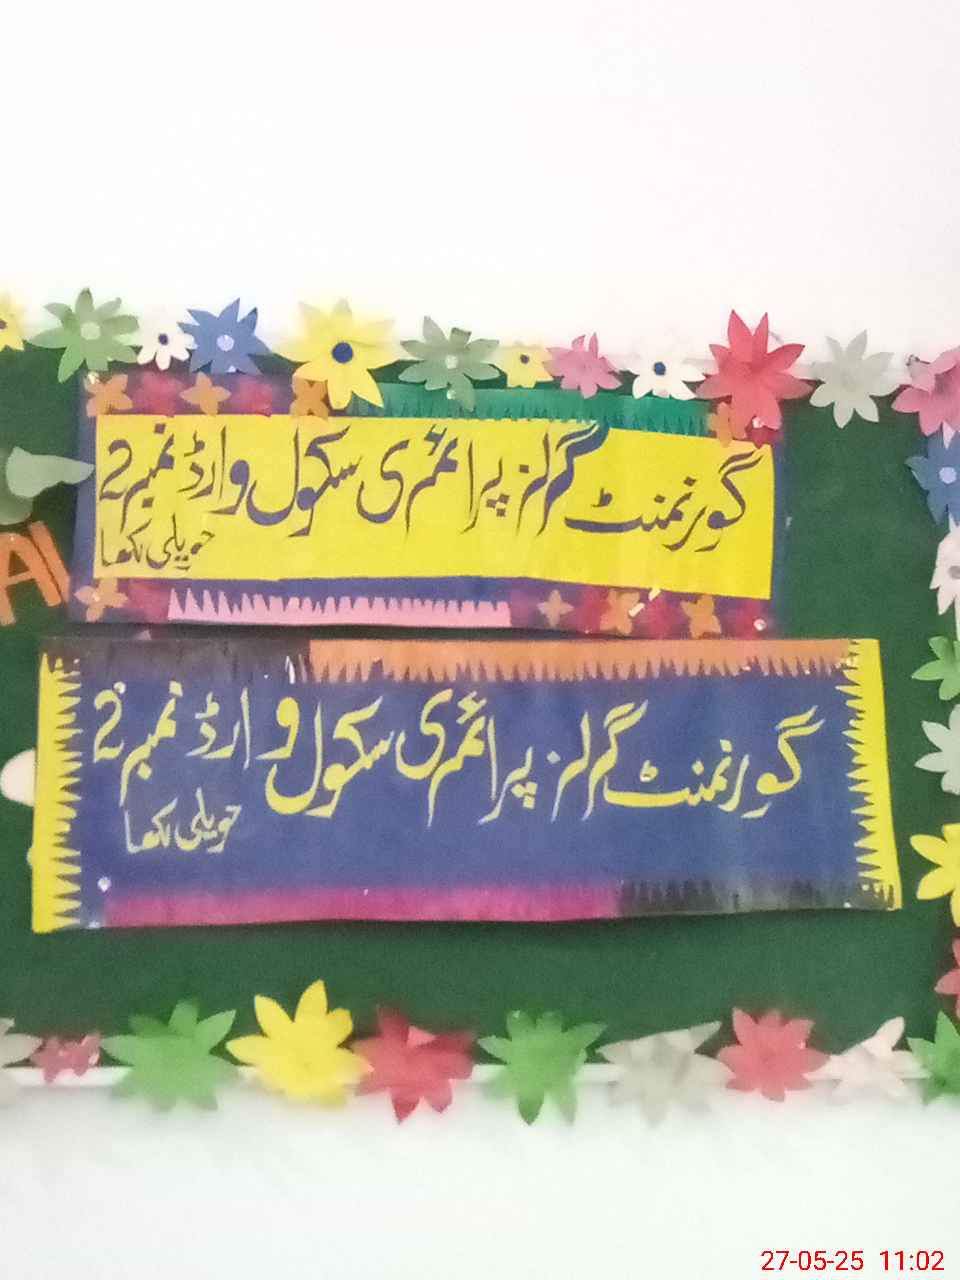 گورنمنٹ گرلز پرائمری سکول وارڈ نمبر 2
حویلی لکھا
گورنمنٹ گرلز پرائمری سکول وارڈ نمبر 2
حویلی لکھا
27-05-25 11:02